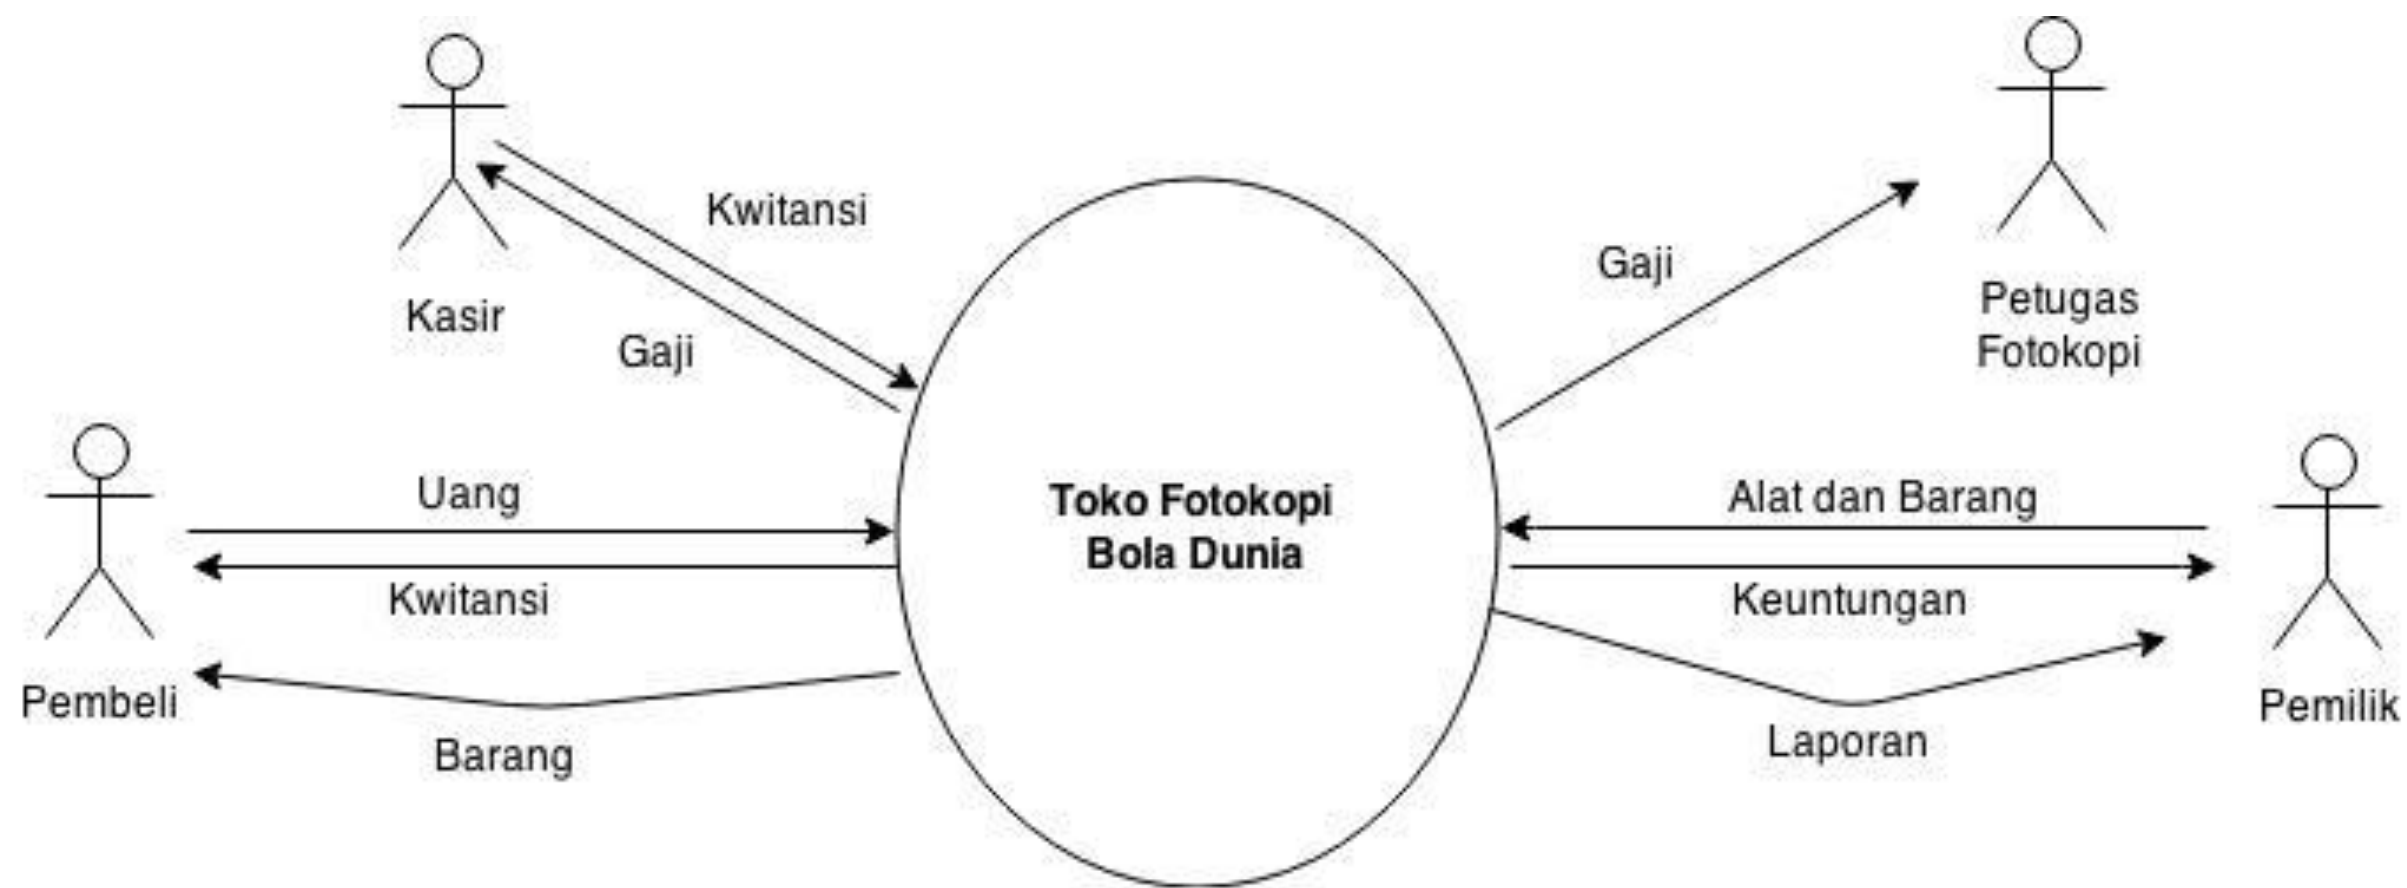 Kwitansi
Kasir
Gaji
Gaji
Petugas
Fotokopi
Uang
Kwitansi
Pembeli
Barang
Toko Fotokopi
Bola Dunia
Alat dan Barang
Keuntungan
Laporan
Pemilik